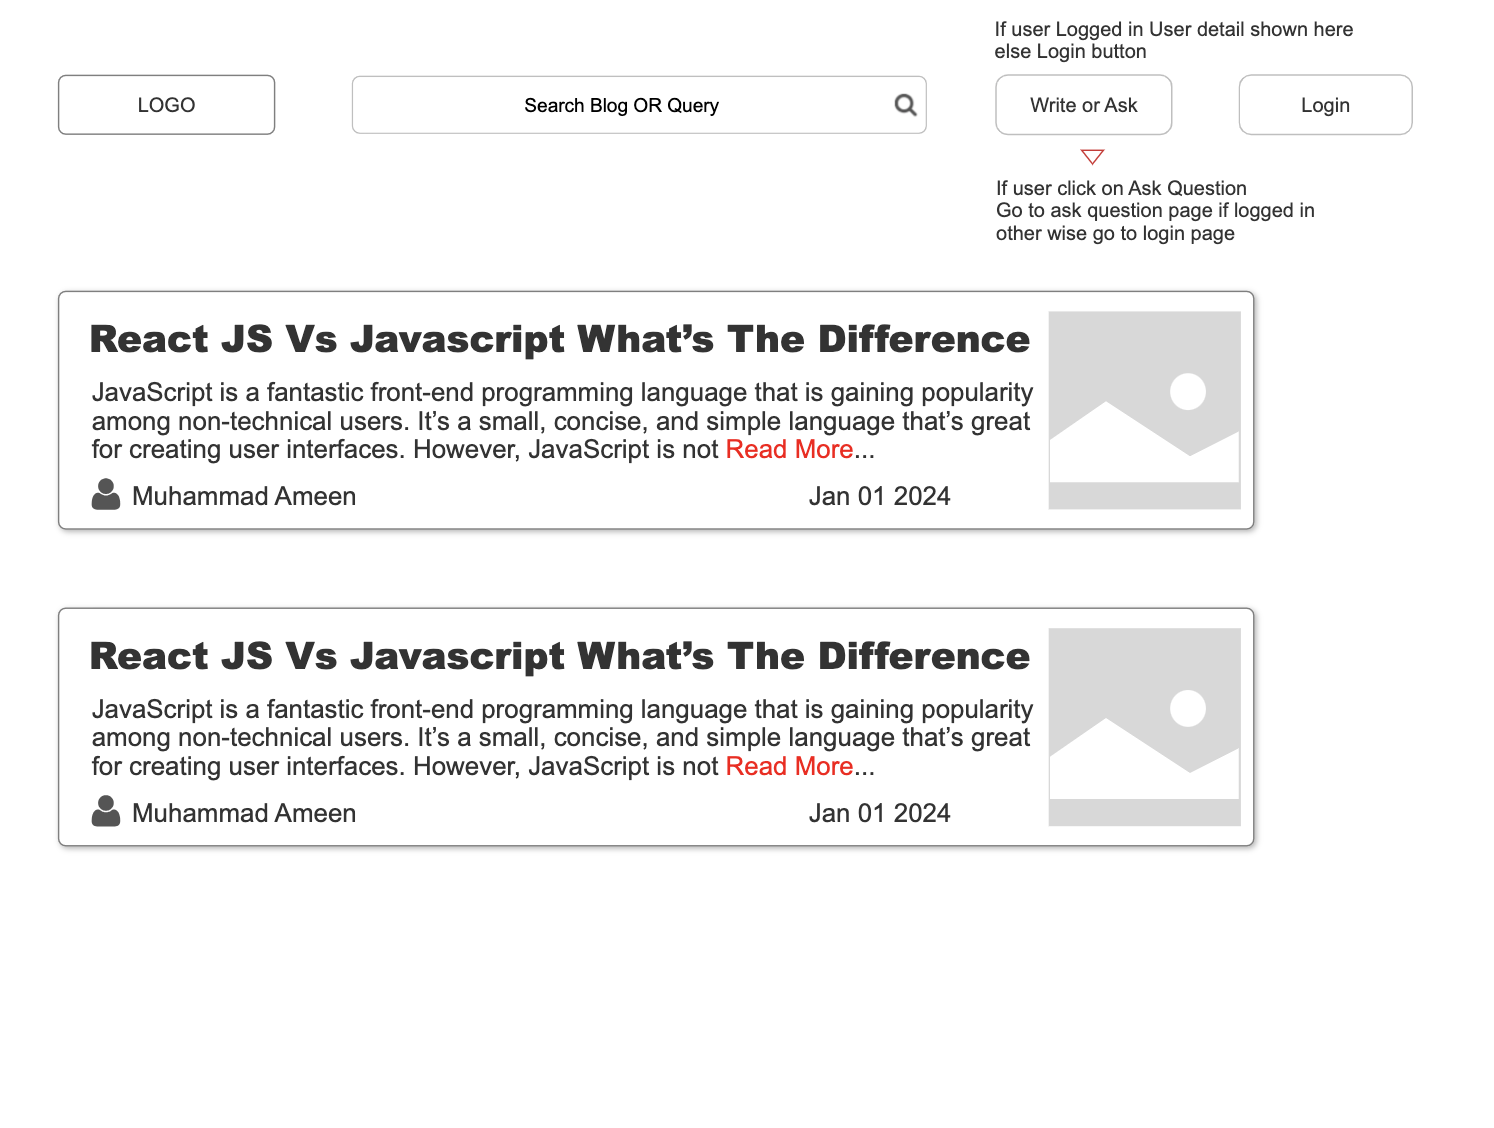 If user Logged in User detail shown here
else Login button
LOGO
Search Blog OR Query
Write or Ask
Login
If user click on Ask Question
Go to ask question page if logged in
other wise go to login page
React JS Vs Javascript What’s The Difference
JavaScript is a fantastic front-end programming language that is gaining popularity
among non-technical users. It’s a small, concise, and simple language that’s great
for creating user interfaces. However, JavaScript is not Read More...
Muhammad Ameen
Jan 01 2024
React JS Vs Javascript What’s The Difference
JavaScript is a fantastic front-end programming language that is gaining popularity
among non-technical users. It’s a small, concise, and simple language that’s great
for creating user interfaces. However, JavaScript is not Read More...
Muhammad Ameen
Jan 01 2024